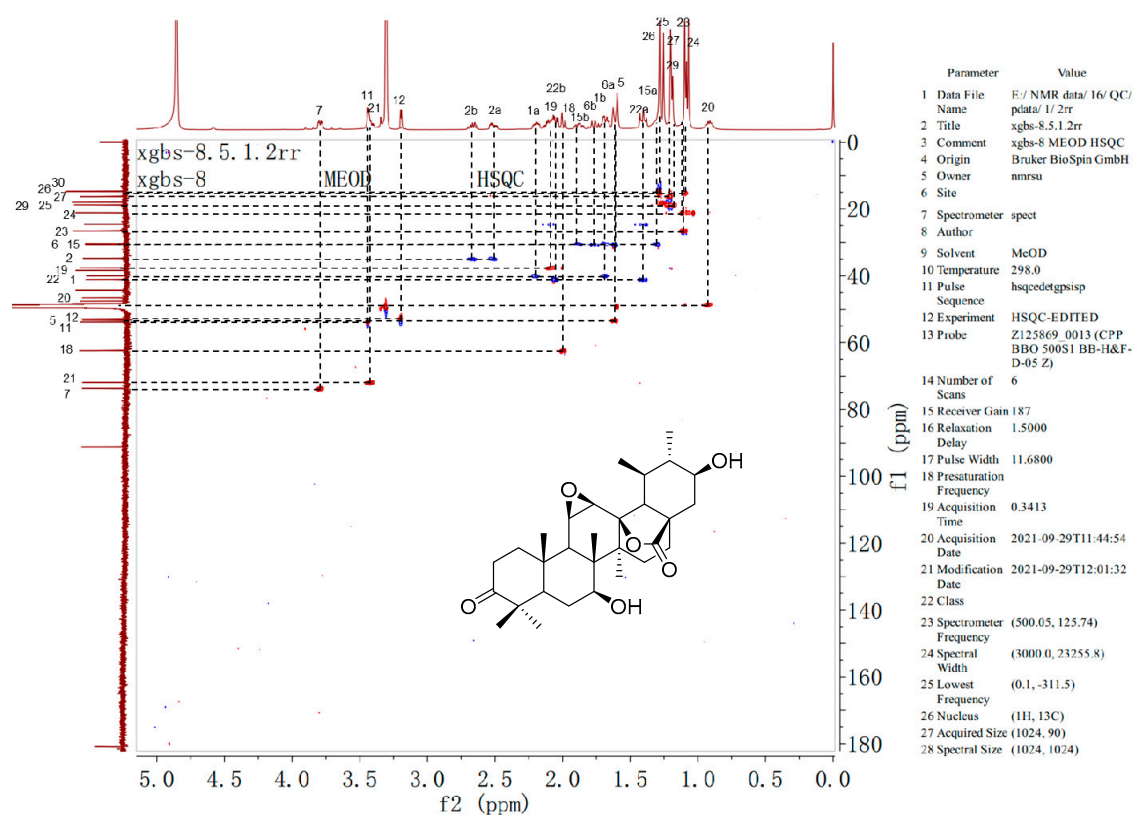 25
23
26
27
24
29
6a
5
22b
6b
1b
15a
11
21
12
7
2b
2a
1a
19
18
15b
20
xgbs-8.5.1.2rr
xgbs-8 MEOD HSQC
30
26
27
29 25
24
23
6 15
2
19
22 1
20
5 12
11
18
21
7
0
20
40
60
80
100
120
140
160
180
f1 (ppm)
O
OH
O
O
O
OH
5.0 4.5 4.0 3.5 3.0 2.5 2.0 1.5 1.0 0.5 0.0
f2 (ppm)
Parameter Value
1 Data File E:/ NMR data/ 16/ QC/
Name pdata/ 1/ 2rr
2 Title xgbs-8.5.1.2rr
3 Comment xgbs-8 MEOD HSQC
4 Origin Bruker BioSpin GmbH
5 Owner nmrsu
6 Site
7 Spectrometer spect
8 Author
9 Solvent MeOD
10 Temperature 298.0
11 Pulse hsqcedetgpsisp
Sequence
12 Experiment HSQC-EDITED
13 Probe Z125869_0013 (CPP
BBO 500S1 BB-H&F-
D-05 Z)
14 Number of 6
Scans
15 Receiver Gain 187
16 Relaxation 1.5000
Delay
17 Pulse Width 11.6800
18 Presaturation
Frequency
19 Acquisition 0.3413
Time
20 Acquisition 2021-09-29T11:44:54
Date
21 Modification 2021-09-29T12:01:32
Date
22 Class
23 Spectrometer (500.05, 125.74)
Frequency
24 Spectral (3000.0, 23255.8)
Width
25 Lowest (0.1, -311.5)
Frequency
26 Nucleus (1H, 13C)
27 Acquired Size (1024, 90)
28 Spectral Size (1024, 1024)